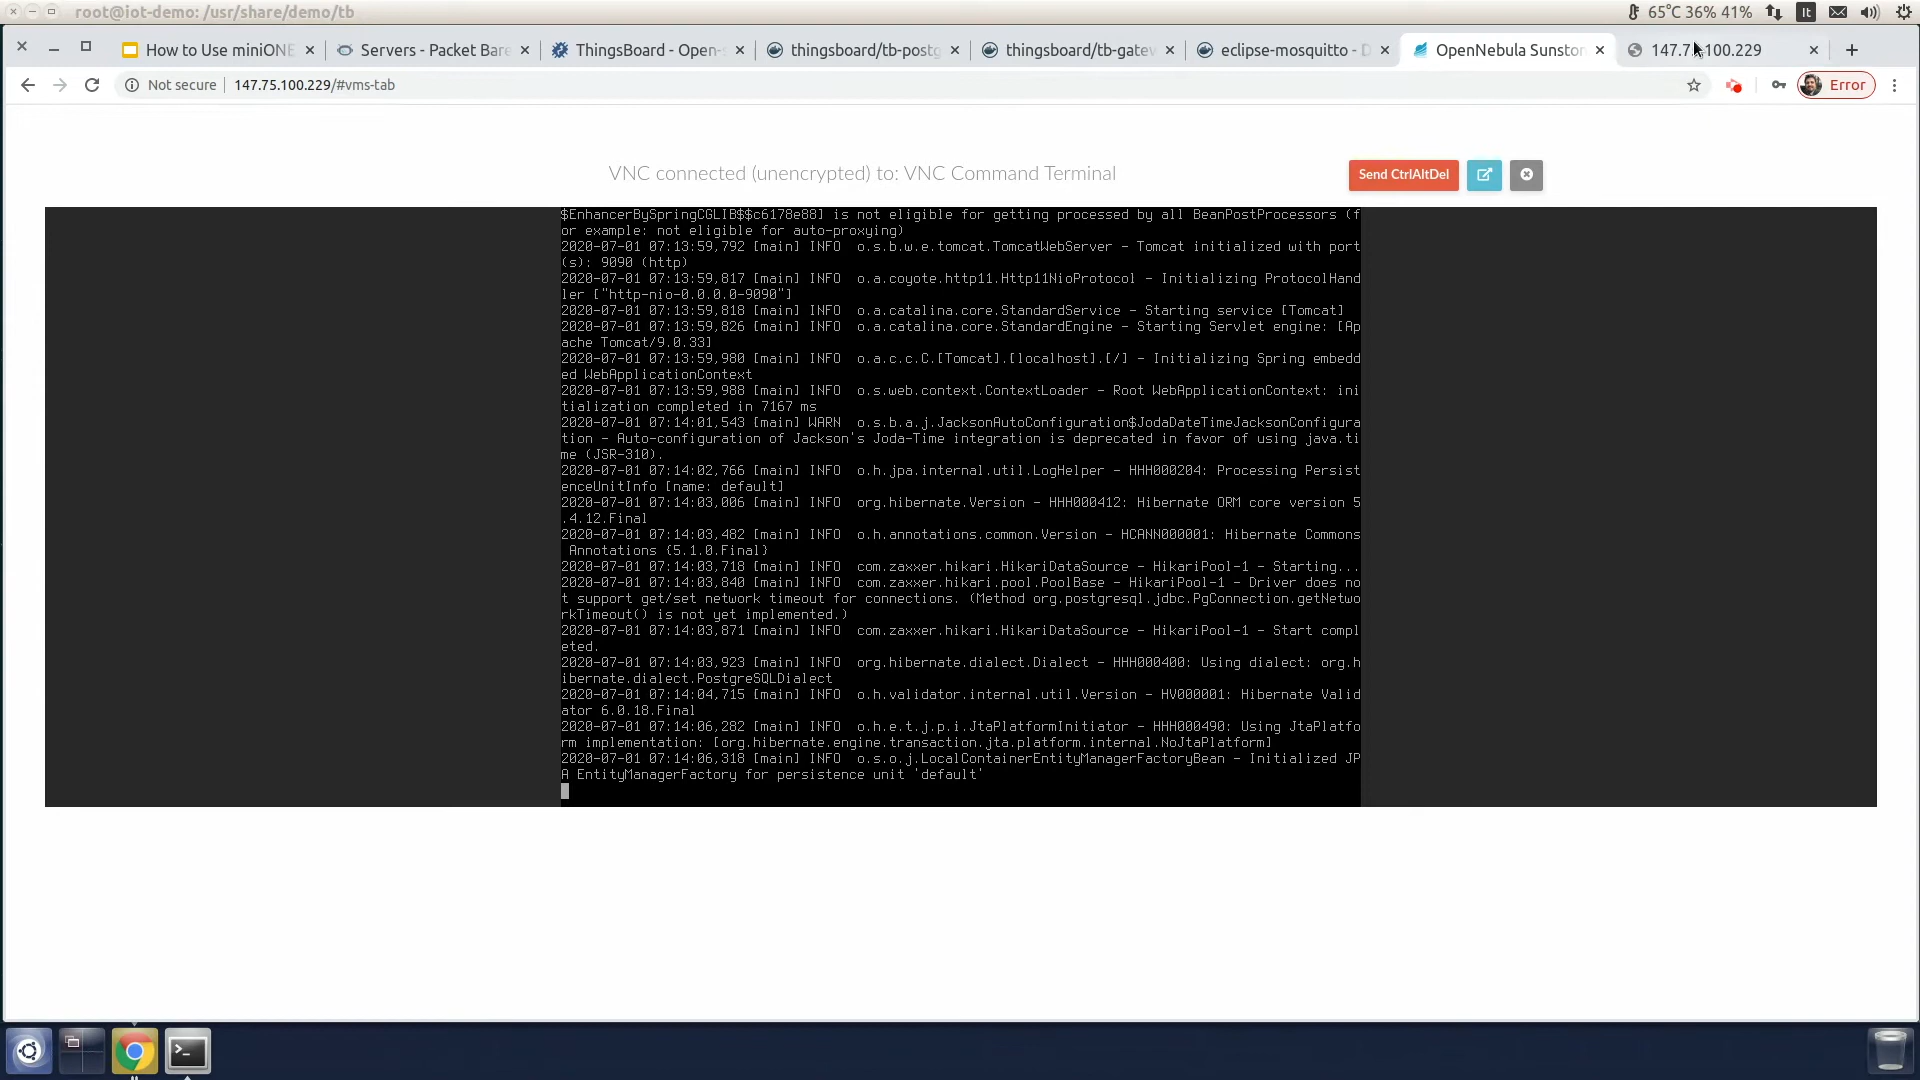 root@iot-demo: /usr/share/demo/tb
65°C 36% 41%
It
How to Use miniONE
Servers - Packet Bare
ThingsBoard - Open-
thingsboard/tb-postg
thingsboard/tb-gatew
eclipse-mosquitto - D
OpenNebula Sunston
Not secure
147.75.100.229/#vms-tab
Error
VNC connected (unencrypted) to: VNC Command Terminal
Send CtrlAltDel
$EnhancerBySpringCGLIB$$c6178e88] is not eligible for getting processed by all BeanPostProcessors (f
or example: not eligible for auto-proxying)
2020-07-01 07:13:59,792 [main] INFO  o.s.b.w.e.tomcat.TomcatWebServer - Tomcat initialized with port
(s): 9090 (http)
2020-07-01 07:13:59,817 [main] INFO  o.a.coyote.http11.Http11NioProtocol - Initializing ProtocolHand
ler ["http-nio-0.0.0.0-9090"]
2020-07-01 07:13:59,818 [main] INFO  o.a.catalina.core.StandardService - Starting service [Tomcat]
2020-07-01 07:13:59,826 [main] INFO  o.a.catalina.core.StandardEngine - Starting Servlet engine: [Ap
ache Tomcat/9.0.33]
2020-07-01 07:13:59,980 [main] INFO  o.a.c.c.C.[Tomcat].[localhost].[/] - Initializing Spring embedd
ed WebApplicationContext
2020-07-01 07:13:59,988 [main] INFO  o.s.web.context.ContextLoader - Root WebApplicationContext: ini
tialization completed in 7167 ms
2020-07-01 07:14:01,543 [main] WARN  o.s.b.a.j.JacksonAutoConfiguration$JodaDateTimeJacksonConfigura
tion - Auto-configuration of Jackson's Joda-Time integration is deprecated in favor of using java.ti
me (JSR-310).
2020-07-01 07:14:02,766 [main] INFO  o.h.jpa.internal.util.LogHelper - HHH000204: Processing Persist
enceUnitInfo [name: default]
2020-07-01 07:14:03,006 [main] INFO  org.hibernate.Version - HHH000412: Hibernate ORM core version 5
.4.12.Final
2020-07-01 07:14:03,482 [main] INFO  o.h.annotations.common.Version - HCANN000001: Hibernate Commons
Annotations {5.1.0.Final}
2020-07-01 07:14:03,718 [main] INFO  com.zaxxer.hikari.HikariDataSource - HikariPool-1 - Starting...
2020-07-01 07:14:03,840 [main] INFO  com.zaxxer.hikari.pool.PoolBase - HikariPool-1 - Driver does no
t support get/set network timeout for connections. (Method org.postgresql.jdbc.PgConnection.getNetwo
rkTimeout() is not yet implemented.)
2020-07-01 07:14:03,871 [main] INFO  com.zaxxer.hikari.HikariDataSource - HikariPool-1 - Start compl
eted.
2020-07-01 07:14:03,923 [main] INFO  org.hibernate.dialect.Dialect - HHH000400: Using dialect: org.h
ibernate.dialect.PostgreSQLDialect
2020-07-01 07:14:04,715 [main] INFO  o.h.validator.internal.util.Version - HV000001: Hibernate Valid
ator 6.0.18.Final
2020-07-01 07:14:06,282 [main] INFO  o.h.e.t.j.p.i.JtaPlatformInitiator - HHH000490: Using JtaPlatfo
rm implementation: [org.hibernate.engine.transaction.jta.platform.internal.NoJtaPlatform]
2020-07-01 07:14:06,318 [main] INFO  o.s.o.j.LocalContainerEntityManagerFactoryBean - Initialized JP
A EntityManagerFactory for persistence unit 'default'